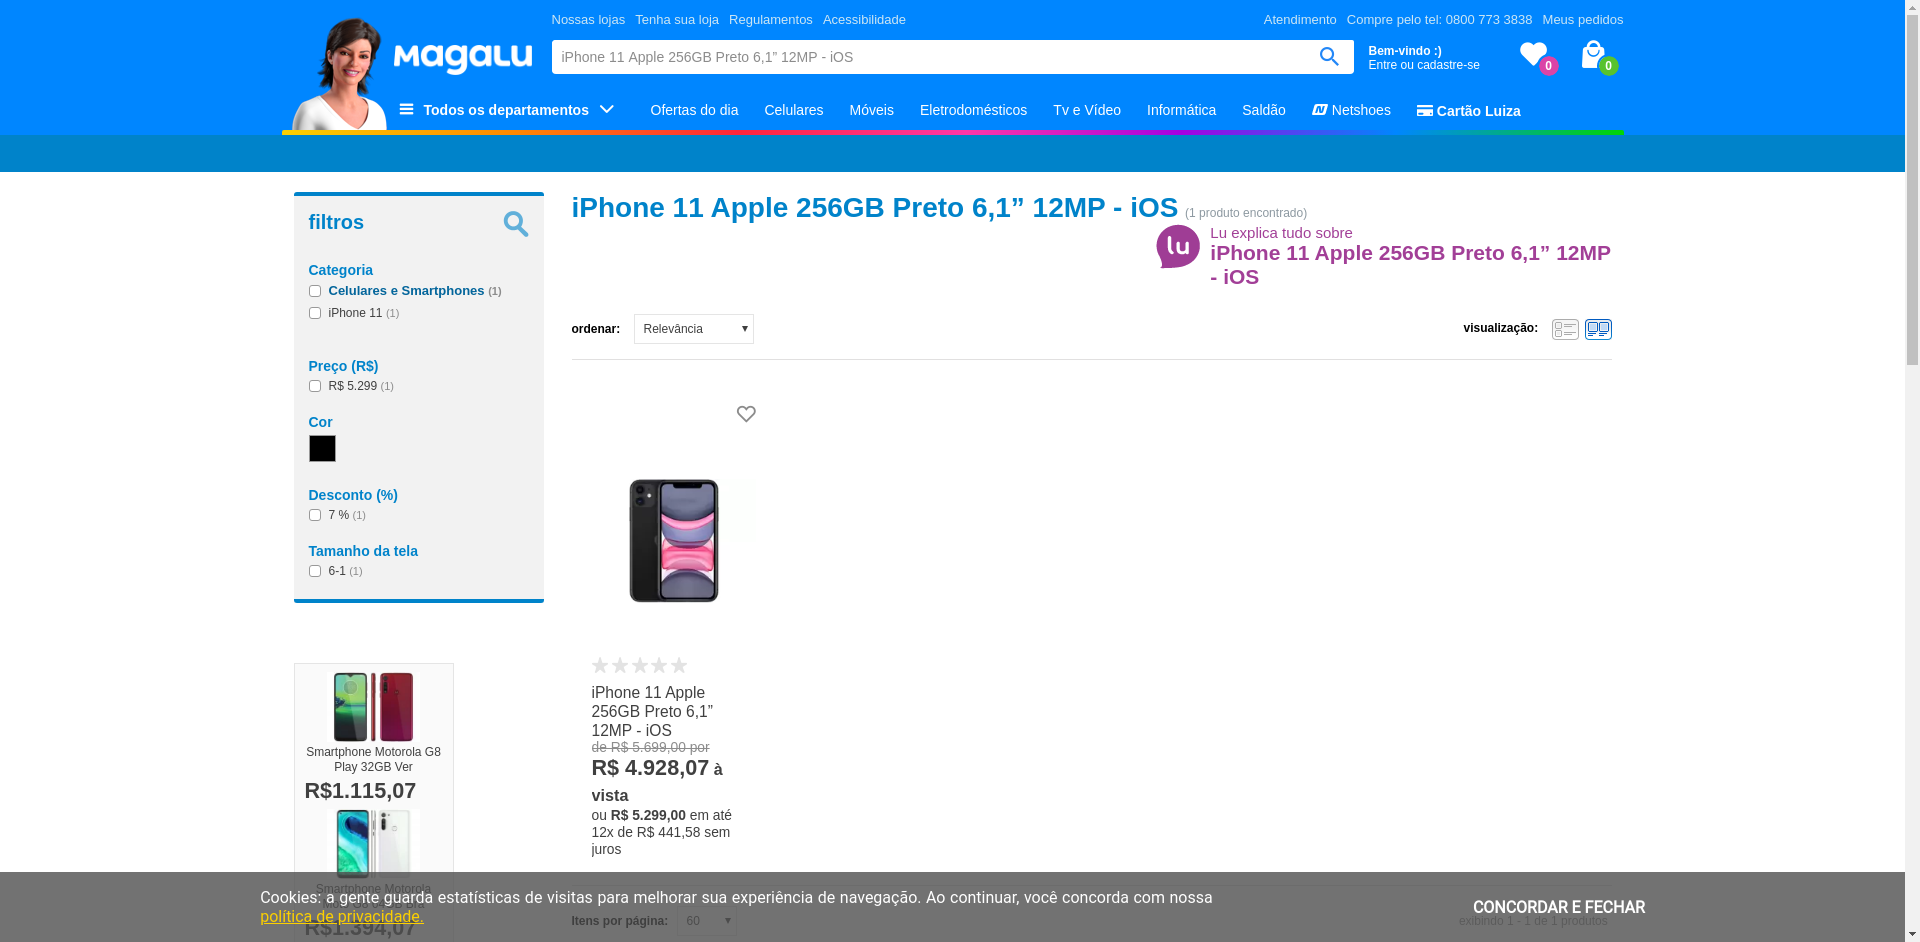 Nossas lojas Tenha sua loja Regulamentos Acessibilidade
Atendimento Compre pelo tel: 0800 773 3838 Meus pedidos
MAGALU
iPhone 11 Apple 256GB Preto 6,1” 12MP - iOS
Bem-vindo :)
Entre ou cadastre-se
0
0
Todos os departamentos
Ofertas do dia Celulares Móveis Eletrodomésticos Tv e Vídeo Informática Saldão Netshoes Cartão Luiza
filtros
Categoria
Celulares e Smartphones (1)
iPhone 11 (1)
Preço (R$)
R$ 5.299 (1)
Cor
Desconto (%)
7 % (1)
Tamanho da tela
6-1 (1)
iPhone 11 Apple 256GB Preto 6,1” 12MP - iOS (1 produto encontrado)
lu
Lu explica tudo sobre
iPhone 11 Apple 256GB Preto 6,1” 12MP
- iOS
ordenar: Relevância
visualização:
iPhone 11 Apple
256GB Preto 6,1”
12MP - iOS
de R$ 5.699,00 por
R$ 4.928,07 à
vista
ou R$ 5.299,00 em até
12x de R$ 441,58 sem
juros
Smartphone Motorola G8
Play 32GB Ver
R$1.115,07
Smartphone Motorola
R$1.394,07
Itens por página: 60
exibindo 1 - 1 de 1 produtos
Cookies: a gente guarda estatísticas de visitas para melhorar sua experiência de navegação. Ao continuar, você concorda com nossa
política de privacidade.
CONCORDAR E FECHAR